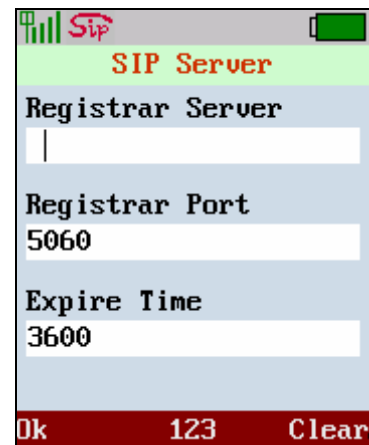 Sip
SIP Server
Registrar Server
Registrar Port
5060
Expire Time
3600
Ok 123 Clear